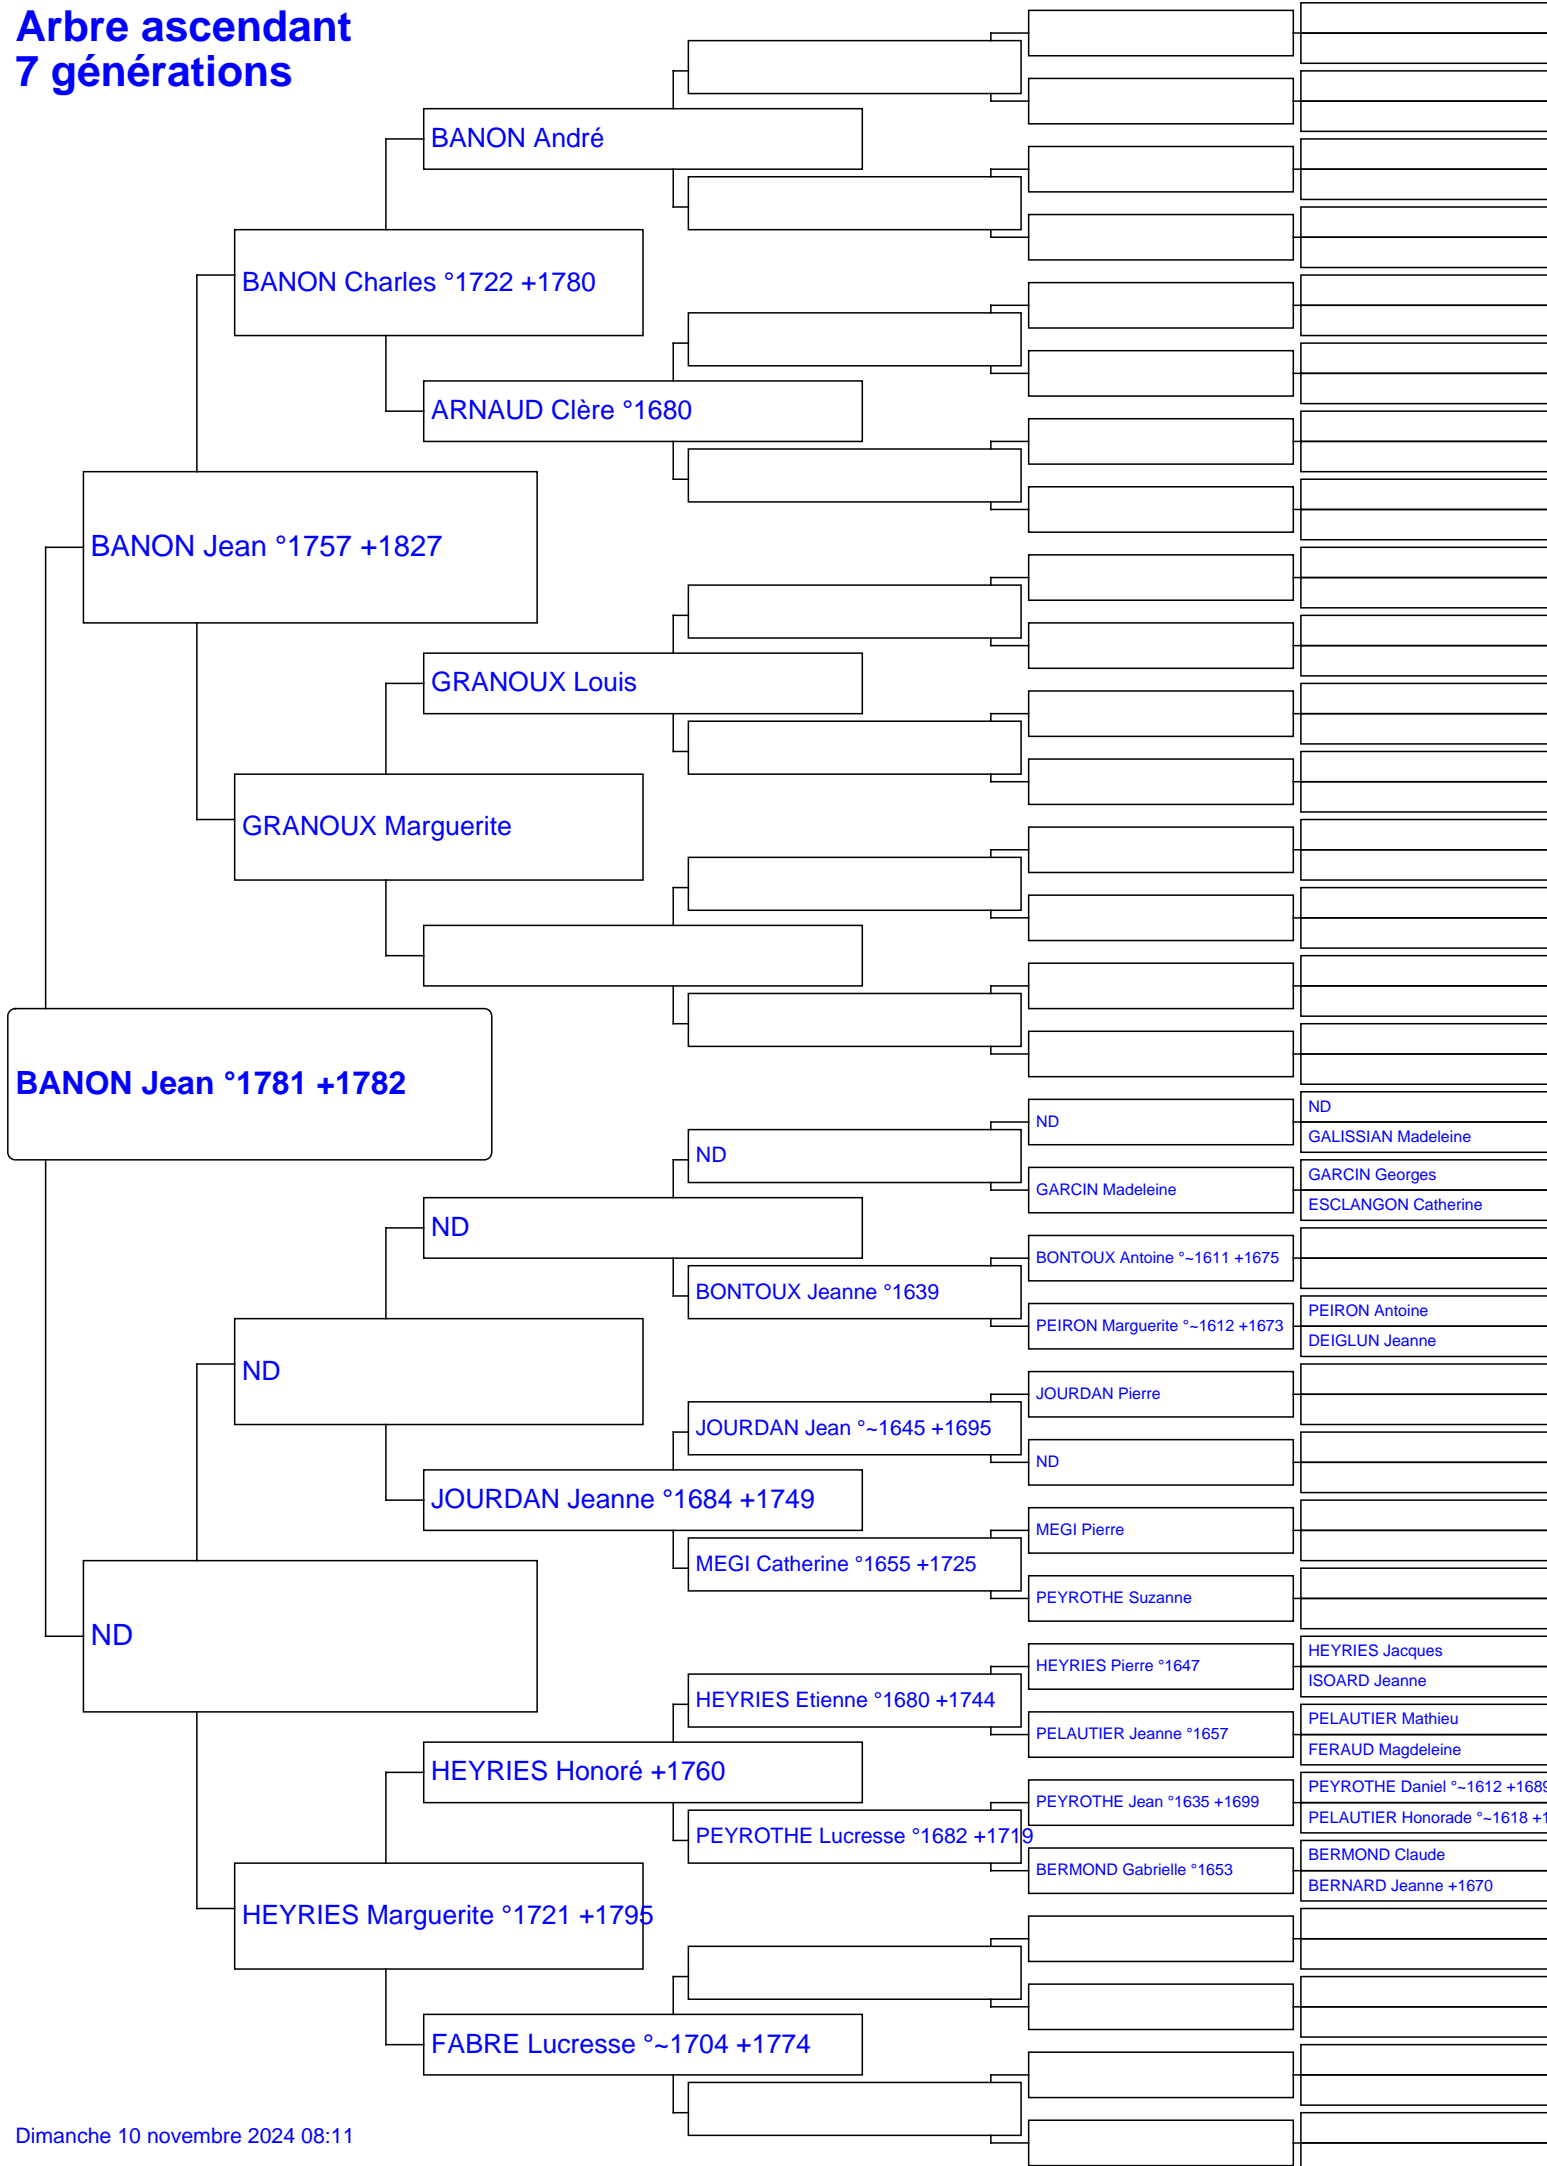 Arbre ascendant
7 générations
BANON André
BANON Charles °1722 +1780
ARNAUD Clère °1680
BANON Jean °1757 +1827
GRANOUX Louis
GRANOUX Marguerite
BANON Jean °1781 +1782
ND
ND
GALISSIAN Madeleine
ND
GARCIN Madeleine
GARCIN Georges
ESCLANGON Catherine
ND
BONTOUX Antoine °~1611 +1675
BONTOUX Jeanne °1639
PEIRON Marguerite °~1612 +1673
PEIRON Antoine
DEIGLUN Jeanne
ND
JOURDAN Pierre
JOURDAN Jean °~1645 +1695
ND
JOURDAN Jeanne °1684 +1749
MEGI Pierre
MEGI Catherine °1655 +1725
PEYROTHE Suzanne
ND
HEYRIES Pierre °1647
HEYRIES Jacques
ISOARD Jeanne
HEYRIES Etienne °1680 +1744
PELAUTIER Jeanne °1657
PELAUTIER Mathieu
FERAUD Magdeleine
HEYRIES Honoré +1760
PEYROTHE Jean °1635 +1699
PEYROTHE Daniel °~1612 +1689
PELAUTIER Honorade °~1618 +1
PEYROTHE Lucresse °1682 +1719
BERMOND Gabrielle °1653
BERMOND Claude
BERNARD Jeanne +1670
HEYRIES Marguerite °1721 +1795
FABRE Lucresse °~1704 +1774
Dimanche 10 novembre 2024 08:11